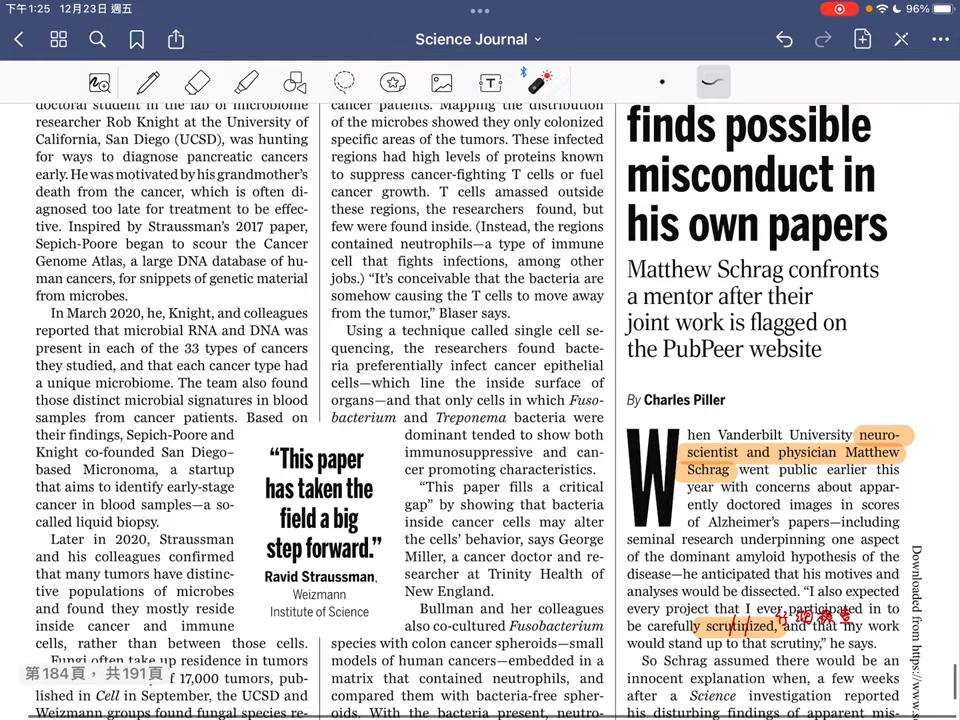 下午1:25 12月23日 週五
96%
Science Journal
doctoral student in the lab of microbiome
researcher Rob Knight at the University of
California, San Diego (UCSD), was hunting
for ways to diagnose pancreatic cancers
early. He was motivated by his grandmother's
death from the cancer, which is often di-
agnosed too late for treatment to be effec-
tive. Inspired by Straussman's 2017 paper,
Sepich-Poore began to scour the Cancer
Genome Atlas, a large DNA database of hu-
man cancers, for snippets of genetic material
from microbes.
In March 2020, he, Knight, and colleagues
reported that microbial RNA and DNA was
present in each of the 33 types of cancers
they studied, and that each cancer type had
a unique microbiome. The team also found
those distinct microbial signatures in blood
samples from cancer patients. Based on
their findings, Sepich-Poore and
Knight co-founded San Diego–
based Micronoma, a startup
that aims to identify early-stage
cancer in blood samples—a so-
called liquid biopsy.
Later in 2020, Straussman
and his colleagues confirmed
that many tumors have distinc-
tive populations of microbes
and found they mostly reside
inside cancer and immune
cells, rather than between those cells.
Fungi often take up residence in tumors
f 17,000 tumors, pub-
lished in Cell in September, the UCSD and
Weizmann groups found fungal species re-
第184頁， 共191頁
"This paper
has taken the
field a big
step forward."
Ravid Straussman,
Weizmann
Institute of Science
cancer patients. Mapping the distribution
of the microbes showed they only colonized
specific areas of the tumors. These infected
regions had high levels of proteins known
to suppress cancer-fighting T cells or fuel
cancer growth. T cells amassed outside
these regions, the researchers found, but
few were found inside. (Instead, the regions
contained neutrophils—a type of immune
cell that fights infections, among other
jobs.) "It's conceivable that the bacteria are
somehow causing the T cells to move away
from the tumor," Blaser says.
Using a technique called single cell se-
quencing, the researchers found bacte-
ria preferentially infect cancer epithelial
cells—which line the inside surface of
organs—and that only cells in which Fuso-
bacterium and Treponema bacteria were
dominant tended to show both
immunosuppressive and can-
cer promoting characteristics.
"This paper fills a critical
gap" by showing that bacteria
inside cancer cells may alter
the cells' behavior, says George
Miller, a cancer doctor and re-
searcher at Trinity Health of
New England.
Bullman and her colleagues
also co-cultured Fusobacterium
species with colon cancer spheroids—small
models of human cancers—embedded in a
matrix that contained neutrophils, and
compared them with bacteria-free spher-
oids. With the bacteria present, neutro-
finds possible
misconduct in
his own papers
Matthew Schrag confronts
a mentor after their
joint work is flagged on
the PubPeer website
By Charles Piller
When Vanderbilt University neuro-
scientist and physician Matthew
Schrag went public earlier this
year with concerns about appar-
ently doctored images in scores
of Alzheimer's papers—including
seminal research underpinning one aspect
of the dominant amyloid hypothesis of the
disease—he anticipated that his motives and
analyses would be dissected. "I also expected
every project that I ever participated in to
be carefully scrutinized, and that my work
would stand up to that scrutiny," he says.
So Schrag assumed there would be an
innocent explanation when, a few weeks
after a Science investigation reported
his disturbing findings of apparent mis-
Downloaded from https://www.s